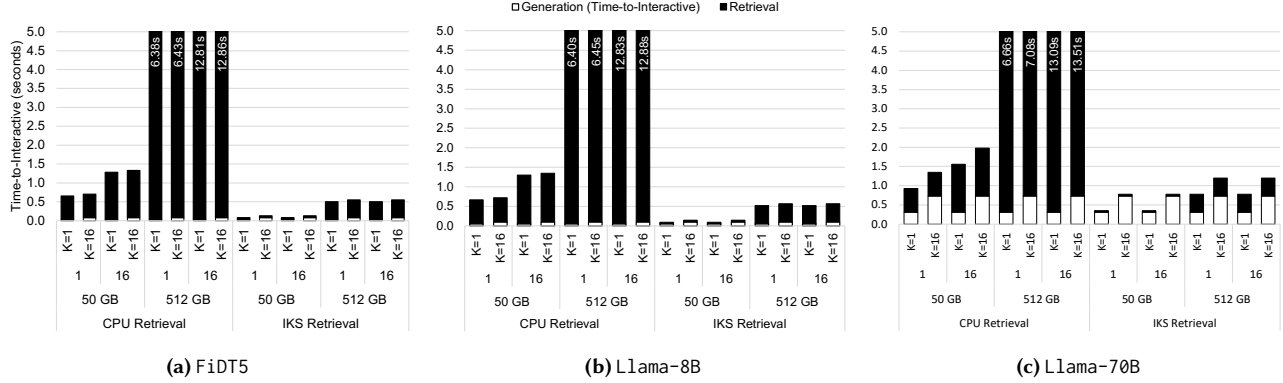 Generation (Time-to-Interactive) Retrieval
Time-to-Interactive (seconds)
5.0
4.5
4.0
3.5
3.0
2.5
2.0
1.5
1.0
0.5
0.0
6.38s 6.43s 12.81s 12.86s
K=1 K=16 K=1 K=16 K=1 K=16 K=1 K=16 K=1 K=16 K=1 K=16 K=1 K=16 K=1 K=16
1 16 1 16 1 16 1 16
50 GB 512 GB 50 GB 512 GB
CPU Retrieval IKS Retrieval
(a) FiDT5
5.0
4.5
4.0
3.5
3.0
2.5
2.0
1.5
1.0
0.5
0.0
6.40s 6.45s 12.83s 12.88s
K=1 K=16 K=1 K=16 K=1 K=16 K=1 K=16 K=1 K=16 K=1 K=16 K=1 K=16 K=1 K=16
1 16 1 16 1 16 1 16
50 GB 512 GB 50 GB 512 GB
CPU Retrieval IKS Retrieval
(b) Llama-8B
5.0
4.5
4.0
3.5
3.0
2.5
2.0
1.5
1.0
0.5
0.0
6.66s 7.08s 13.09s 13.51s
K=1 K=16 K=1 K=16 K=1 K=16 K=1 K=16 K=1 K=16 K=1 K=16 K=1 K=16 K=1 K=16
1 16 1 16 1 16 1 16
50 GB 512 GB 50 GB 512 GB
CPU Retrieval IKS Retrieval
(c) Llama-70B